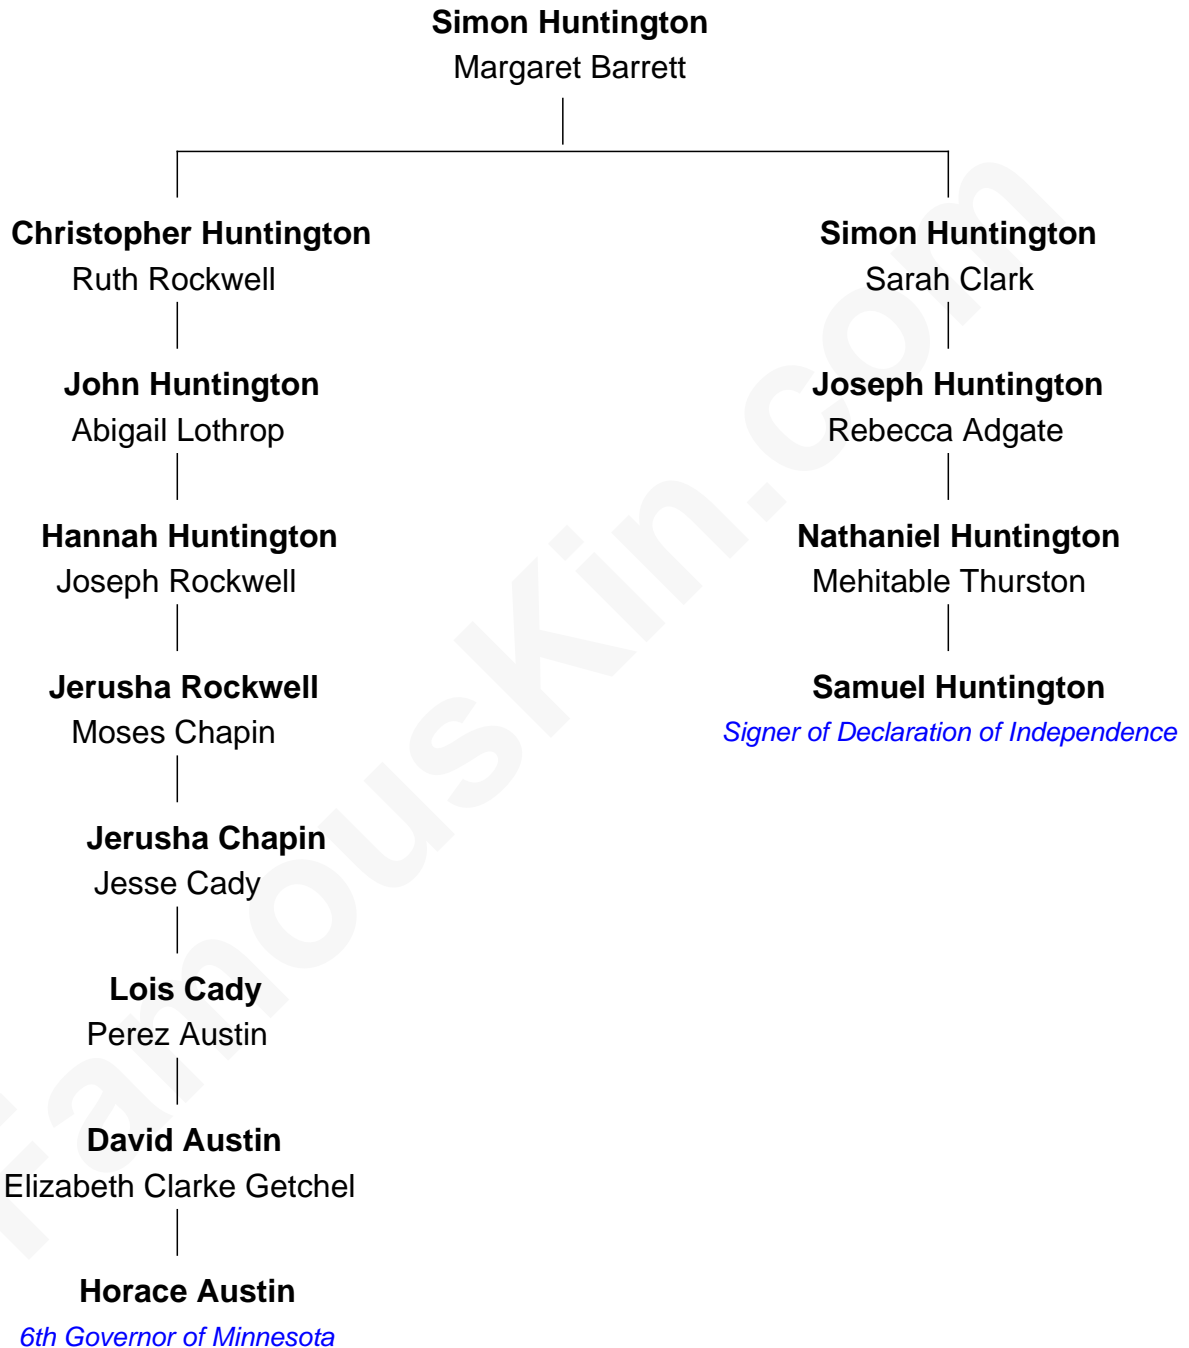 Simon Huntington
Margaret Barrett
Christopher Huntington
Ruth Rockwell
John Huntington
Abigail Lothrop
Hannah Huntington
Joseph Rockwell
Jerusha Rockwell
Moses Chapin
Jerusha Chapin
Jesse Cady
Lois Cady
Perez Austin
David Austin
Elizabeth Clarke Getchel
Horace Austin
6th Governor of Minnesota
Simon Huntington
Sarah Clark
Joseph Huntington
Rebecca Adgate
Nathaniel Huntington
Mehitable Thurston
Samuel Huntington
Signer of Declaration of Independence
FamousKin.com